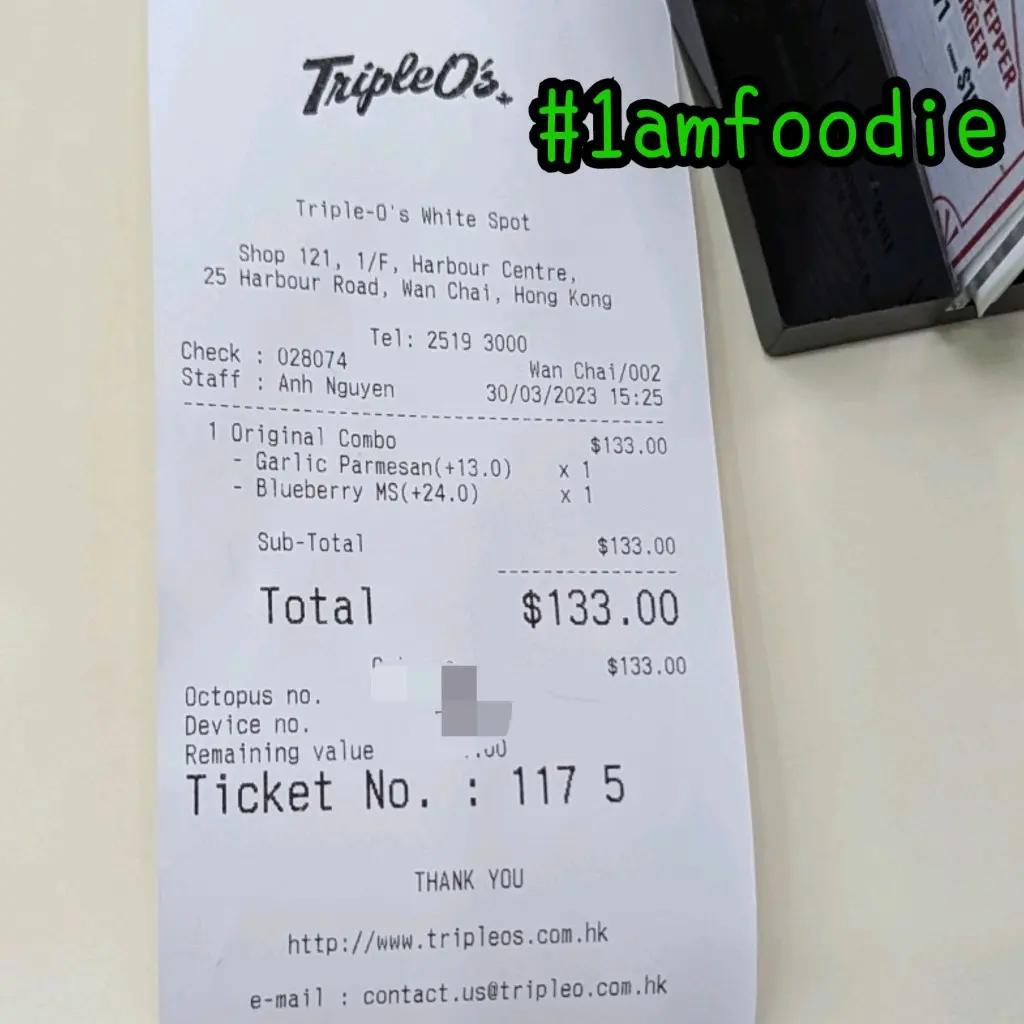 TripleO's
#1amfoodie
PEPPER
Triple-O's White Spot
Shop 121, 1/F, Harbour Centre,
25 Harbour Road, Wan Chai, Hong Kong
Tel: 2519 3000
Check : 028074
Wan Chai/002
Staff : Anh Nguyen
30/03/2023 15:25
1 Original Combo $133.00
- Garlic Parmesan(+13.0) x 1
- Blueberry MS(+24.0) x 1
Sub-Total $133.00
Total $133.00
$133.00
Octopus no.
Device no.
Remaining value
Ticket No. : 117 5
THANK YOU
http://www.tripleos.com.hk
e-mail : contact.us@tripleo.com.hk